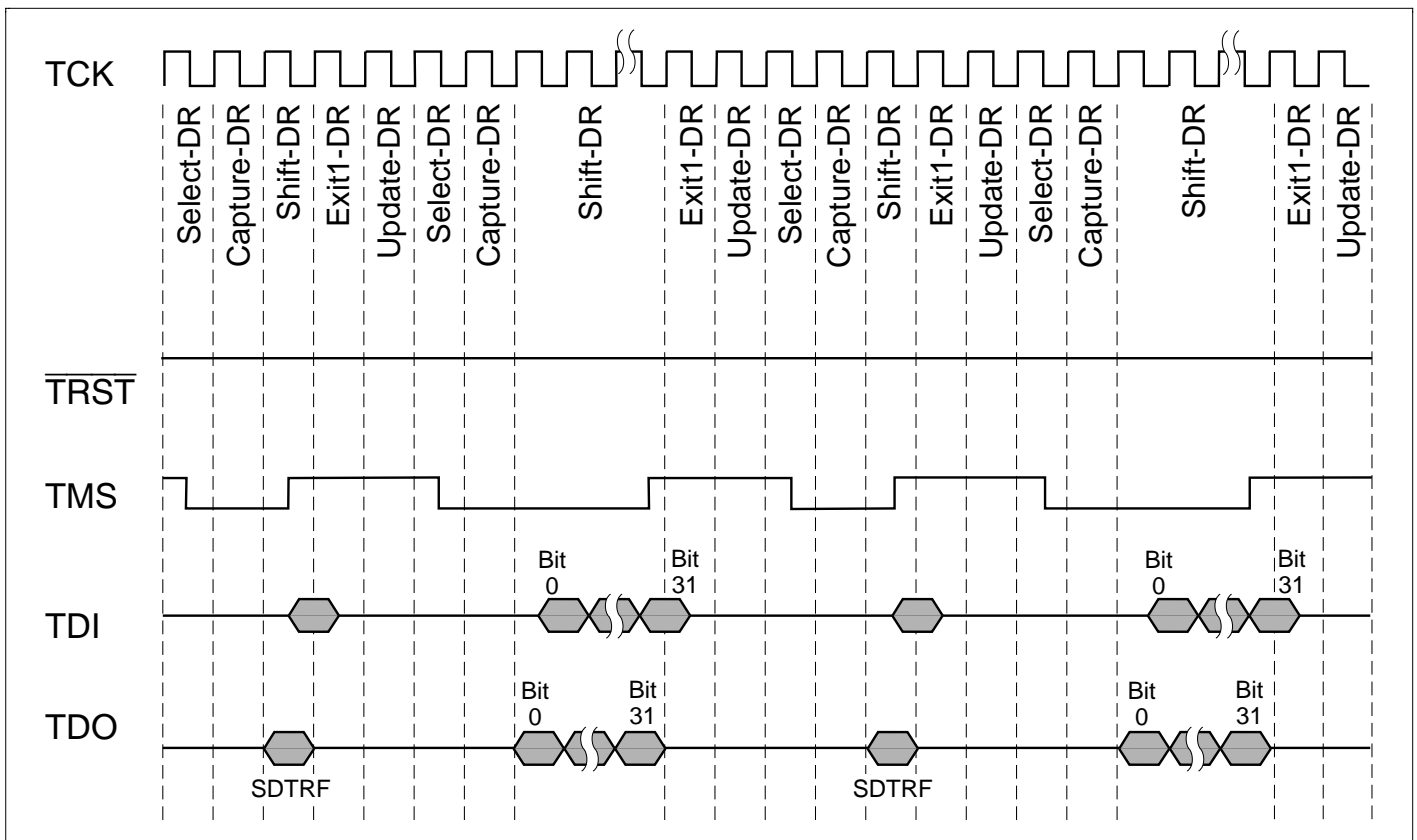 TCK
Select-DR
Capture-DR
Shift-DR
Exit1-DR
Update-DR
Select-DR
Capture-DR
Shift-DR
Exit1-DR
Update-DR
Select-DR
Capture-DR
Shift-DR
Exit1-DR
Update-DR
Select-DR
Capture-DR
Shift-DR
Exit1-DR
Update-DR
TRST
TMS
TDI
Bit
0
Bit
31
Bit
0
Bit
31
TDO
SDTRF
Bit
0
Bit
31
SDTRF
Bit
0
Bit
31